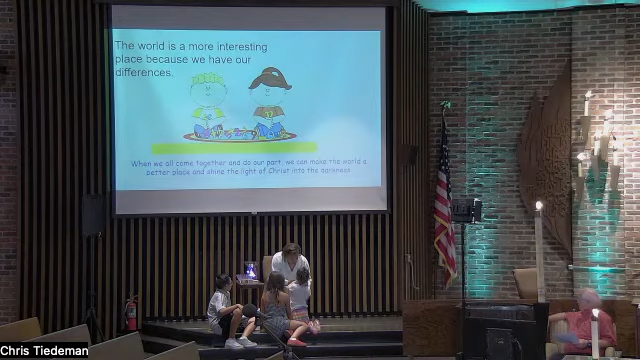 The world is a more interesting
place because we have our
differences.
When we all come together and do our part, we can make the world a
better place and shine the light of Christ into the darkness.
Chris Tiedeman